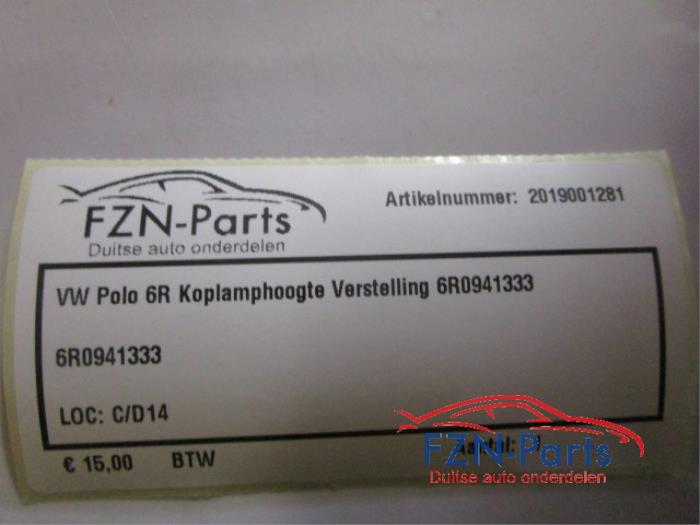 FZN-Parts
Duitse auto onderdelen
Artikelnummer: 2019001281
VW Polo 6R Koplamphoogte Verstelling 6R0941333
6R0941333
LOC: C/D14
€ 15,00 BTW
Aantal:
FZN-Parts
Duitse auto onderdelen